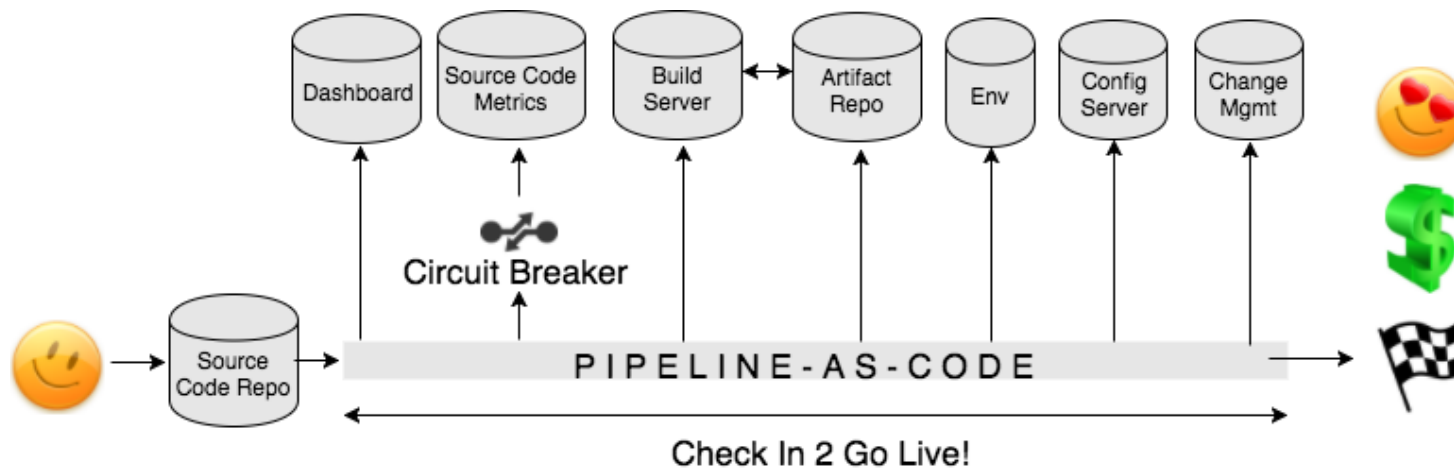 Dashboard
Source Code
Metrics
Build
Server
Artifact
Repo
Env
Config
Server
Change
Mgmt
Circuit Breaker
Source
Code Repo
PIPELINE-AS-CODE
Check In 2 Go Live!